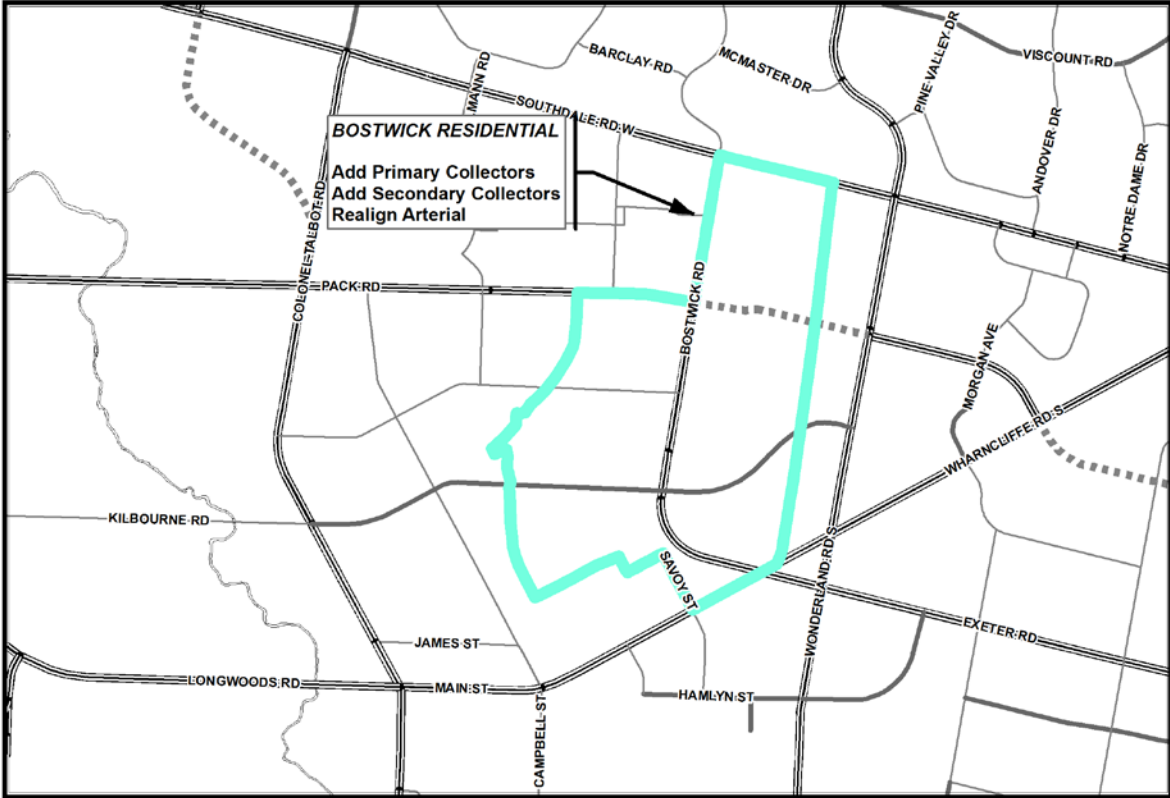 BARCLAY RD
MCMASTER DR
PINE VALLEY DR
VISCOUNT RD
MANN RD
SOUTHDALE RD W
ANDOVER DR
NOTRE DAME DR
BOSTWICK RESIDENTIAL
Add Primary Collectors
Add Secondary Collectors
Realign Arterial
COLONEL TALBOT RD
PACK RD
BOSTWICK RD
MORGAN AVE
WHARNCLIFFE RD S
KILBOURNE RD
SAVOY ST
WONDERLAND RD S
EXETER RD
JAMES ST
LONGWOODS RD
MAIN ST
HAMLYN ST
CAMPBELL ST